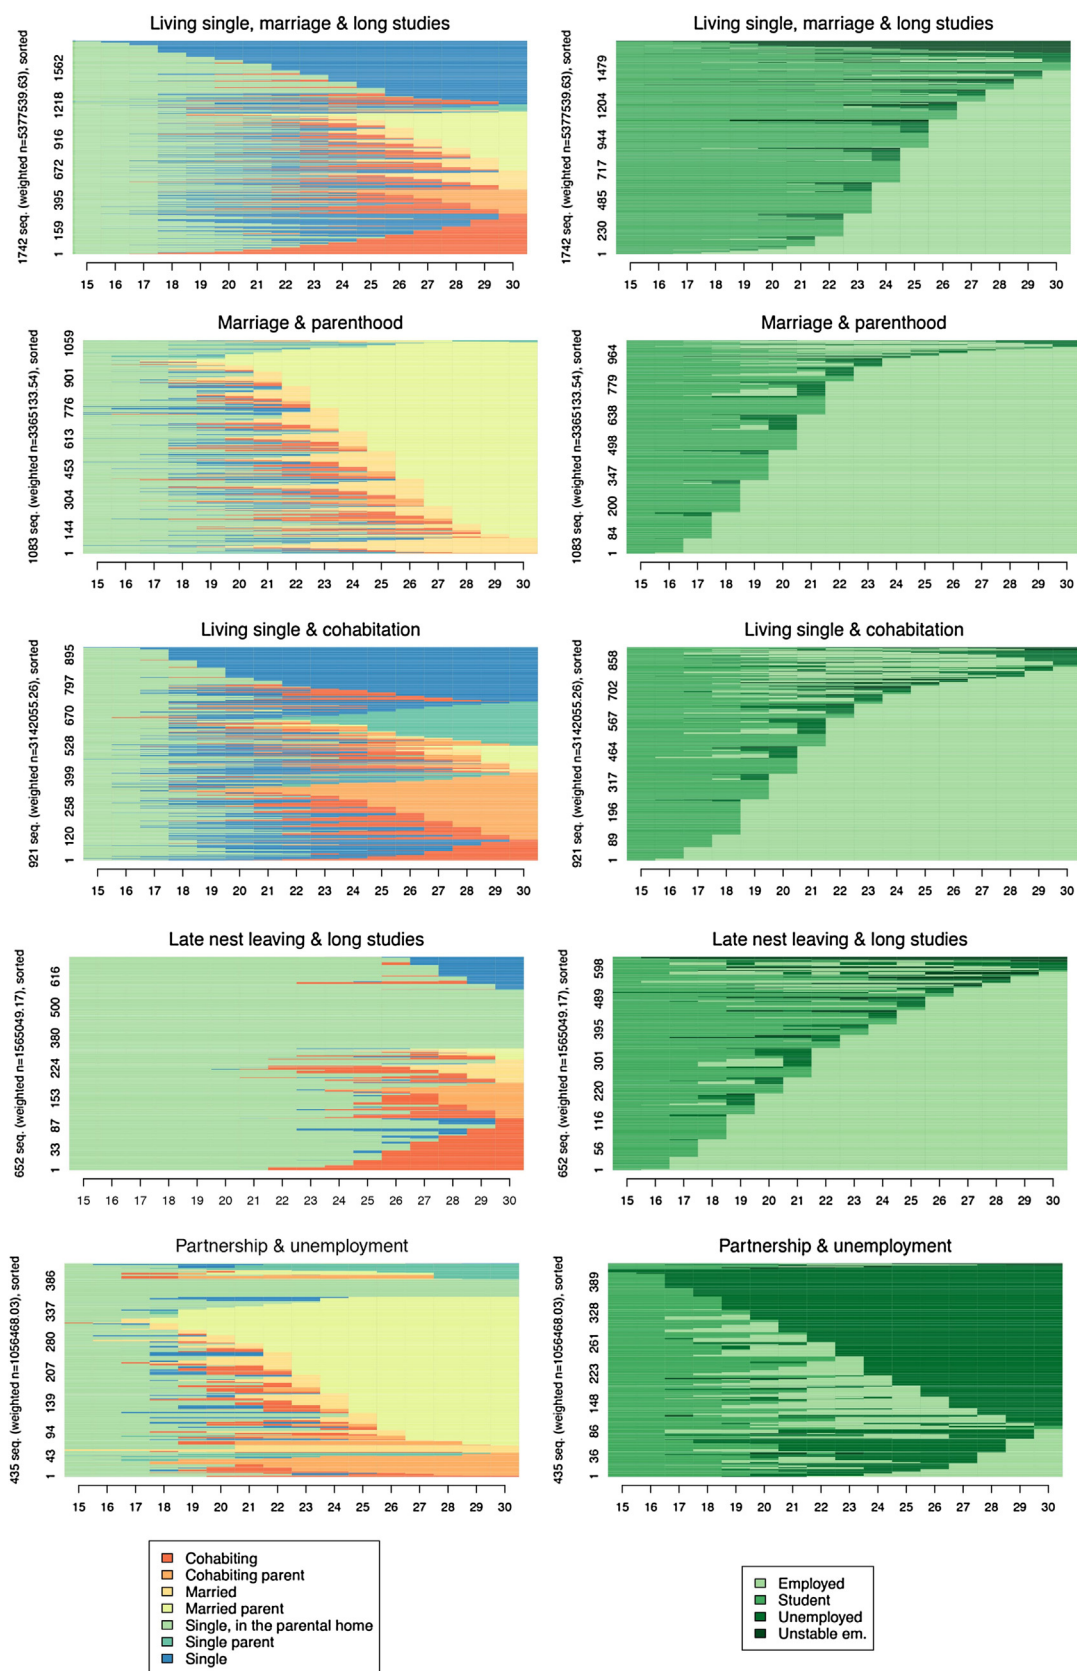 Living single, marriage & long studies
1742 seq. (weighted n=5377539.63), sorted
1 159 395 672 916 1218 1562
15 16 17 18 19 20 21 22 23 24 25 26 27 28 29 30
Living single, marriage & long studies
1742 seq. (weighted n=5377539.63), sorted
1 230 485 717 944 1204 1479
15 16 17 18 19 20 21 22 23 24 25 26 27 28 29 30
Marriage & parenthood
1083 seq. (weighted n=3365133.54), sorted
1 144 304 453 613 776 901 1059
15 16 17 18 19 20 21 22 23 24 25 26 27 28 29 30
Marriage & parenthood
1083 seq. (weighted n=3365133.54), sorted
1 84 200 347 498 638 779 964
15 16 17 18 19 20 21 22 23 24 25 26 27 28 29 30
Living single & cohabitation
921 seq. (weighted n=3142055.26), sorted
1 120 258 399 528 670 797 895
15 16 17 18 19 20 21 22 23 24 25 26 27 28 29 30
Living single & cohabitation
921 seq. (weighted n=3142055.26), sorted
1 89 196 317 464 567 702 858
15 16 17 18 19 20 21 22 23 24 25 26 27 28 29 30
Late nest leaving & long studies
652 seq. (weighted n=1565049.17), sorted
1 33 87 153 224 380 500 616
15 16 17 18 19 20 21 22 23 24 25 26 27 28 29 30
Late nest leaving & long studies
652 seq. (weighted n=1565049.17), sorted
1 56 116 220 301 395 489 598
15 16 17 18 19 20 21 22 23 24 25 26 27 28 29 30
Partnership & unemployment
435 seq. (weighted n=1056468.03), sorted
1 43 94 139 207 280 337 386
15 16 17 18 19 20 21 22 23 24 25 26 27 28 29 30
Partnership & unemployment
435 seq. (weighted n=1056468.03), sorted
1 36 86 148 223 261 328 389
15 16 17 18 19 20 21 22 23 24 25 26 27 28 29 30
Cohabiting
Cohabiting parent
Married
Married parent
Single, in the parental home
Single parent
Single
Employed
Student
Unemployed
Unstable em.